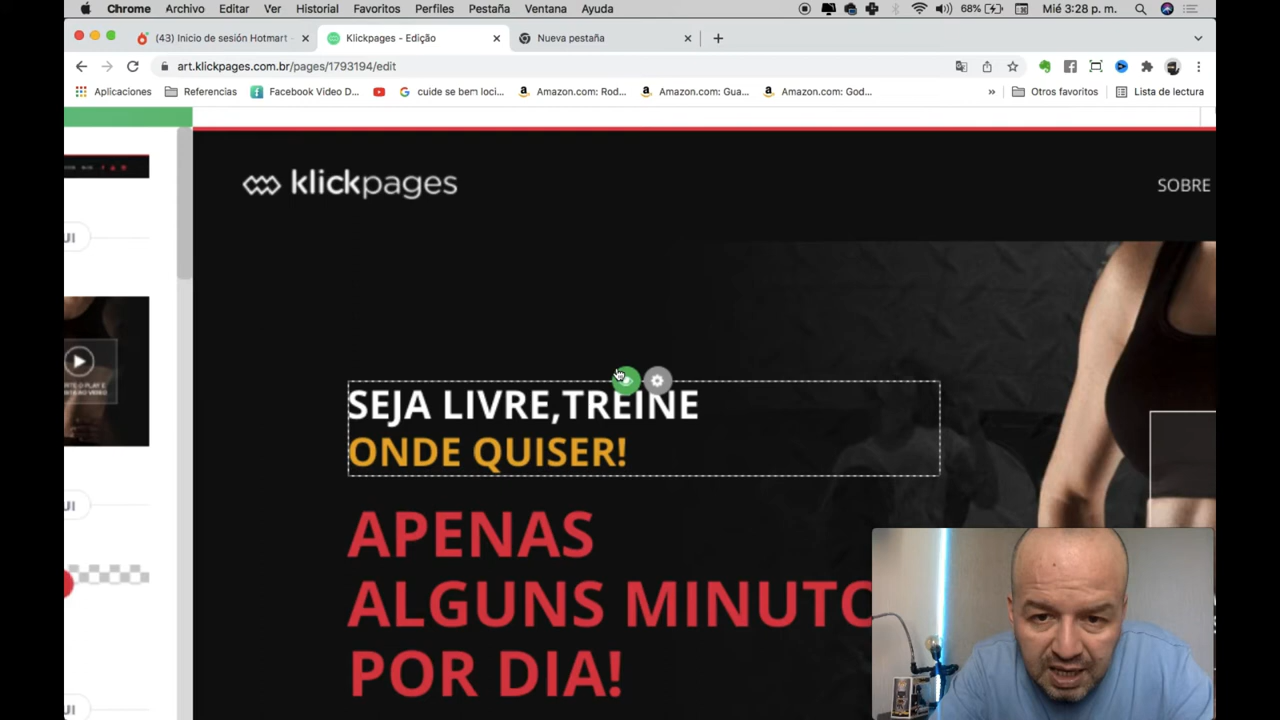 Chrome Archivo Editar Ver Historial Favoritos Perfiles Pestaña Ventana Ayuda 68% Mié 3:28 p. m.
(43) Inicio de sesión Hotmart Klickpages - Edição Nueva pestaña
art.klickpages.com.br/pages/1793194/edit
Aplicaciones Referencias Facebook Video D... cuide se bem loci... Amazon.com: Rod... Amazon.com: Gua... Amazon.com: God... » Otros favoritos Lista de lectura
klickpages SOBRE
UI
SEJA LIVRE,TREINE
ONDE QUISER!
UI
APENAS
ALGUNS MINUTO
POR DIA!
UI